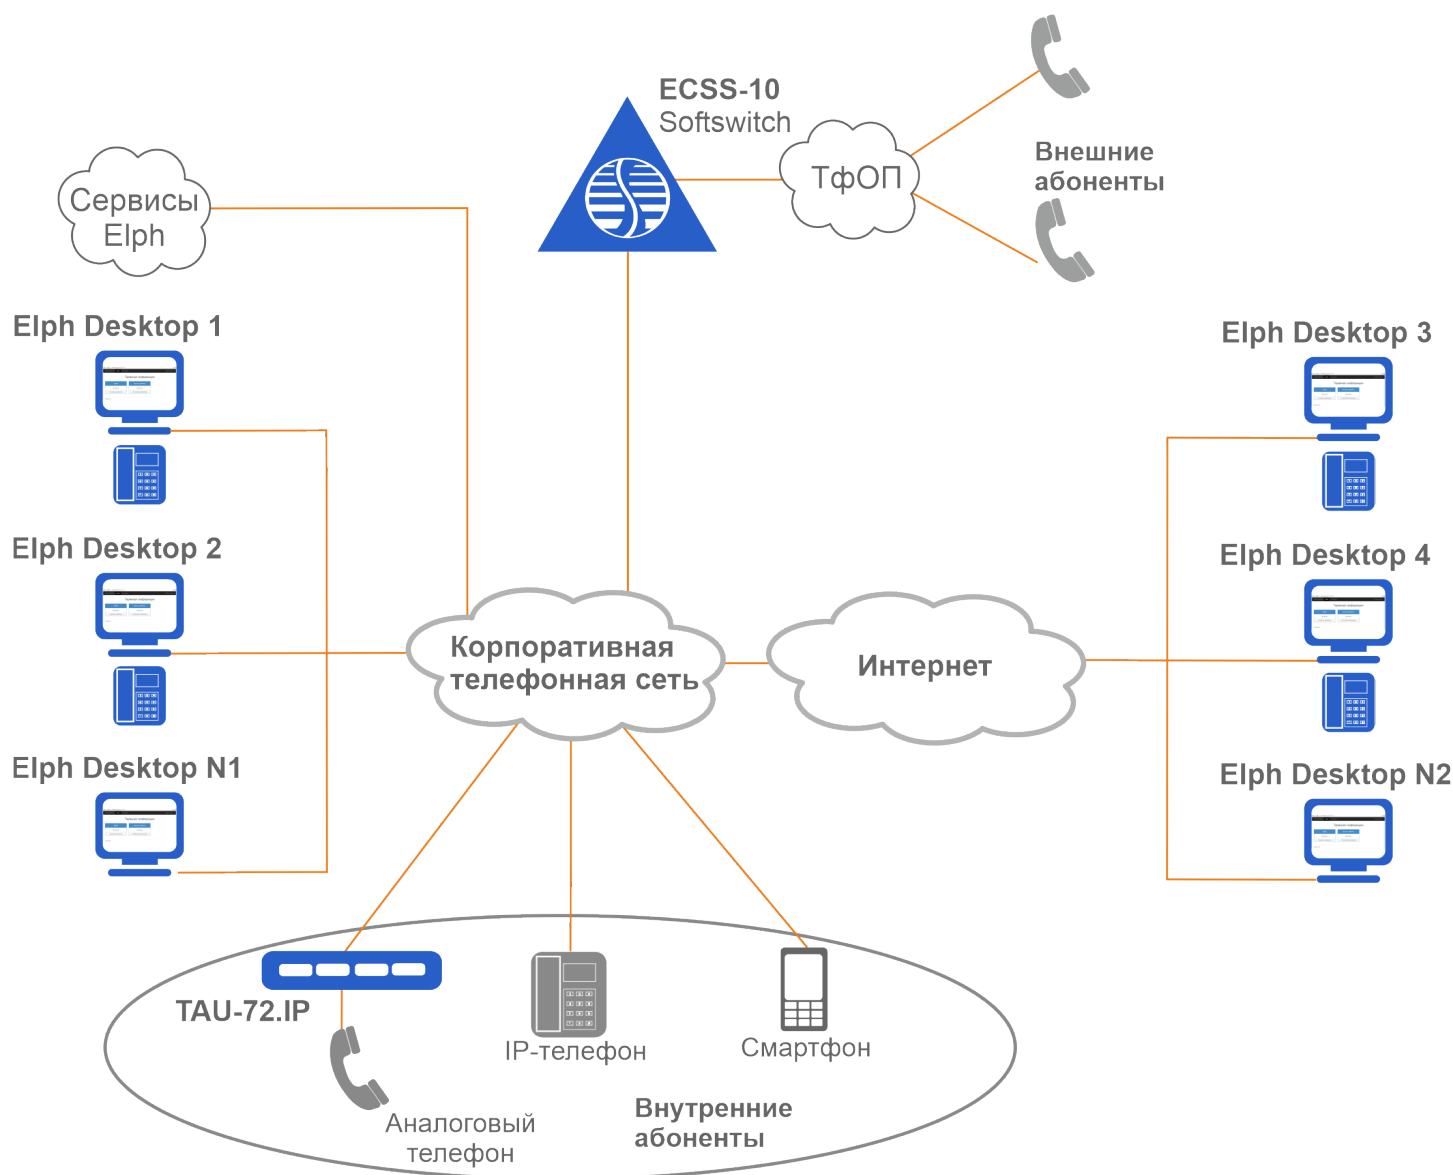 ECSS-10
Softswitch
ТфОП
Внешние
абоненты
Сервисы
Elph
Elph Desktop 1
Elph Desktop 3
Elph Desktop 2
Elph Desktop 4
Корпоративная
телефонная сеть
Интернет
Elph Desktop N1
Elph Desktop N2
TAU-72.IP
IP-телефон
Смартфон
Аналоговый
телефон
Внутренние
абоненты